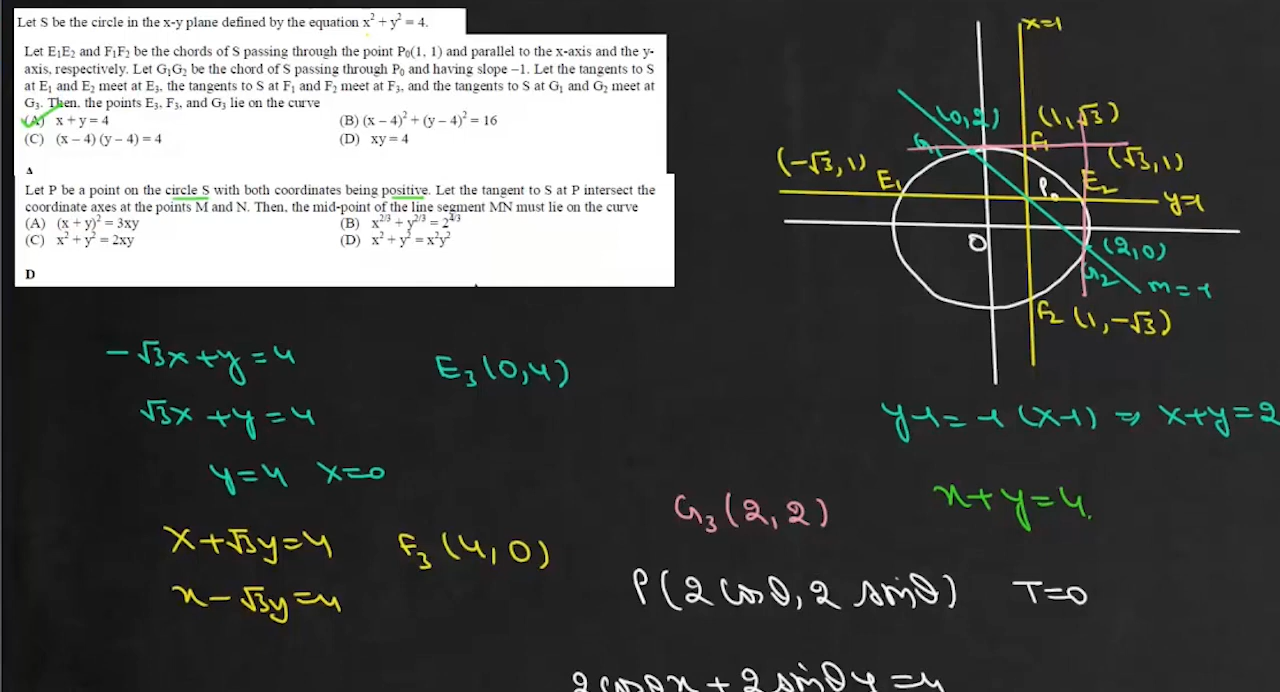 Let S be the circle in the x-y plane defined by the equation x² + y² = 4.
Let E₁E₂ and F₁F₂ be the chords of S passing through the point P₀(1, 1) and parallel to the x-axis and the y-
axis, respectively. Let G₁G₂ be the chord of S passing through P₀ and having slope −1. Let the tangents to S
at E₁ and E₂ meet at E₃, the tangents to S at F₁ and F₂ meet at F₃, and the tangents to S at G₁ and G₂ meet at
G₃. Then, the points E₃, F₃, and G₃ lie on the curve
(A) x + y = 4 (B) (x – 4)² + (y – 4)² = 16
(C) (x – 4) (y – 4) = 4 (D) xy = 4
A
Let P be a point on the circle S with both coordinates being positive. Let the tangent to S at P intersect the
coordinate axes at the points M and N. Then, the mid-point of the line segment MN must lie on the curve
(A) (x + y)² = 3xy (B) x^(2/3) + y^(2/3) = 2^(4/3)
(C) x² + y² = 2xy (D) x² + y² = x²y²
D
x=1
(0,2) (1,√3)
G₁ F₁
(-√3,1) (√3,1)
E₁ P₀ E₂ y=1
O (2,0)
G₂ m=-1
F₂ (1,-√3)
-√3x+y=4 E₃(0,4)
√3x+y=4 y-1=-1(x-1) ⇒ x+y=2
y=4 x=0
G₃(2,2) x+y=4.
x+√3y=4 F₃(4,0)
x-√3y=4 P(2cosθ,2 sinθ) T=0
2cosθx+2sinθy=4